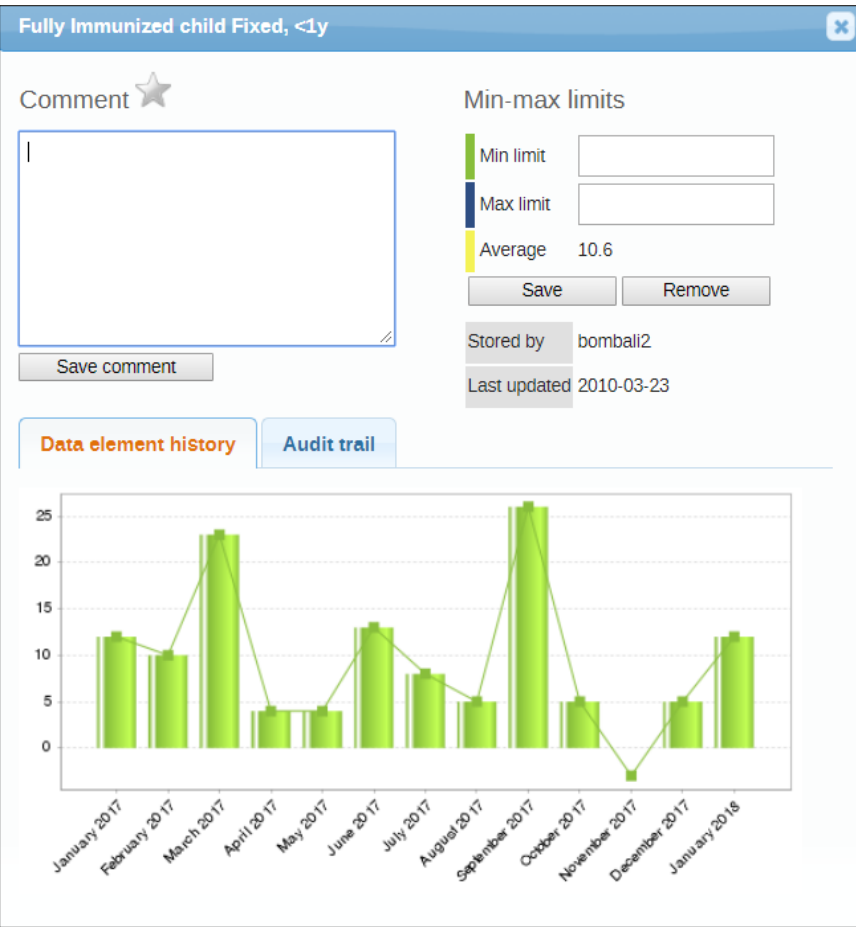 Fully Immunized child Fixed, <1y
Comment
Min-max limits
Min limit
Max limit
Average 10.6
Save Remove
Stored by bombali2
Last updated 2010-03-23
Save comment
Data element history Audit trail
25
20
15
10
5
0
January 2017
February 2017
March 2017
April 2017
May 2017
June 2017
July 2017
August 2017
September 2017
October 2017
November 2017
December 2017
January 2018